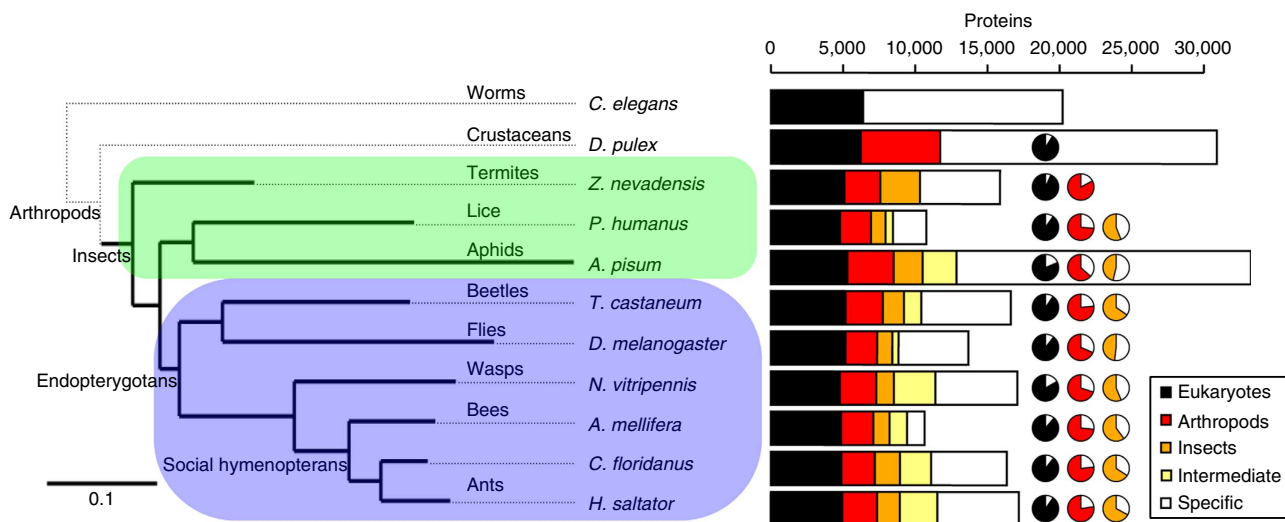 Proteins
0 5,000 10,000 15,000 20,000 25,000 30,000
Worms
C. elegans
Crustaceans
D. pulex
Termites
Z. nevadensis
Arthropods
Lice
P. humanus
Insects
Aphids
A. pisum
Beetles
T. castaneum
Flies
D. melanogaster
Endopterygotans
Wasps
N. vitripennis
Bees
A. mellifera
Social hymenopterans
C. floridanus
Ants
H. saltator
0.1
Eukaryotes
Arthropods
Insects
Intermediate
Specific